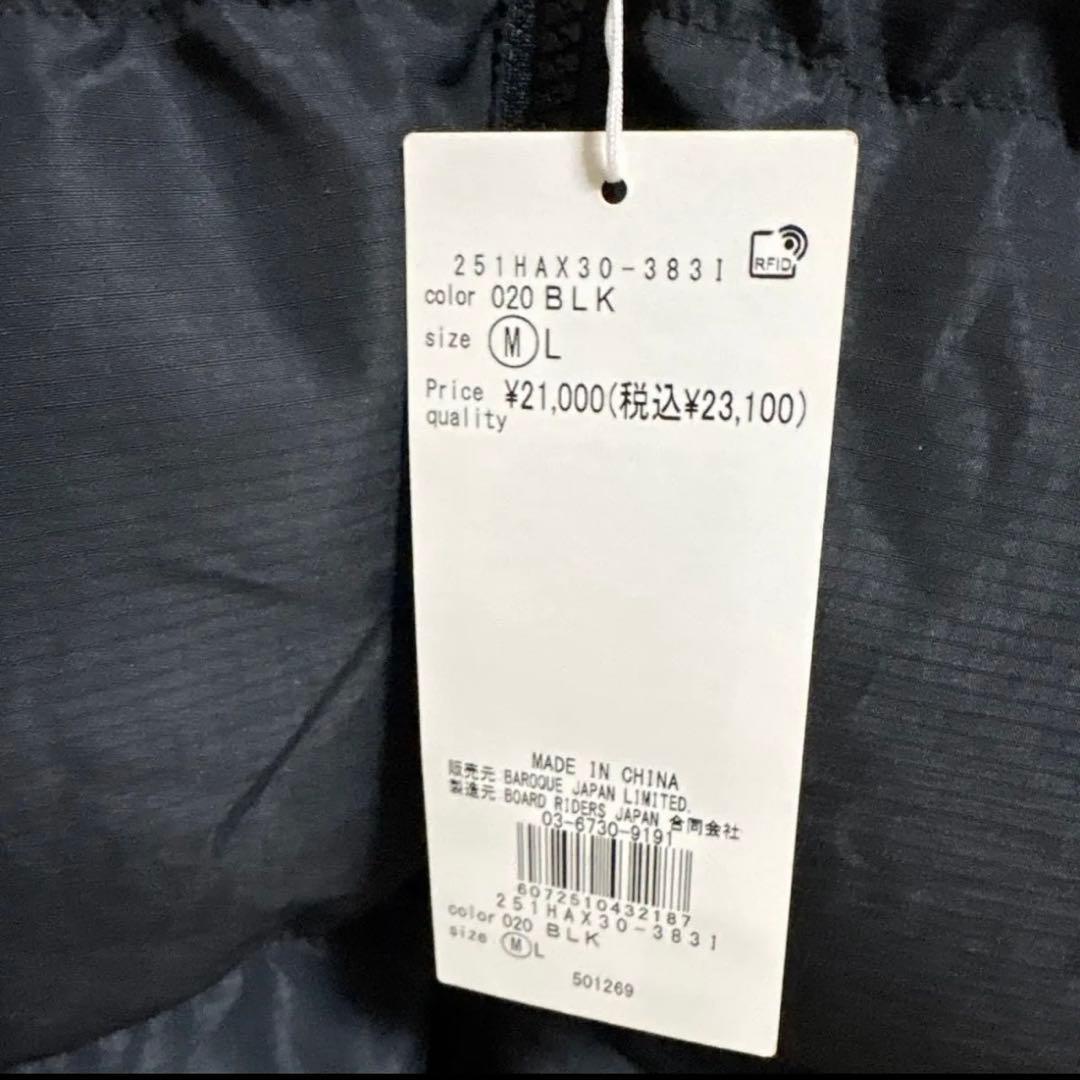 RFID
251HAX30-383I
color 020 BLK
size Ⓜ L
Price ¥21,000(税込¥23,100)
quality
MADE IN CHINA
販売元 BAROQUE JAPAN LIMITED.
製造元 BOARD RIDERS JAPAN 合同会社
03-6730-9191
6072510432187
251HAX30-383I
color 020 BLK
size Ⓜ L
501269